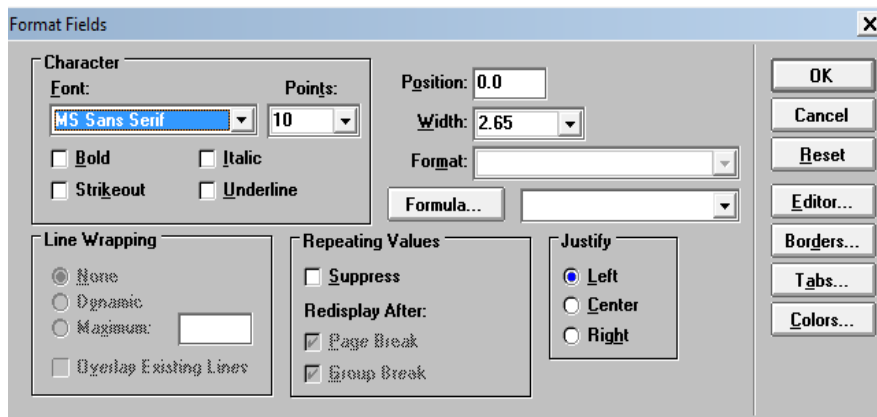 Format Fields
Character
Font: Points:
MS Sans Serif 10
Bold Italic
Strikeout Underline
Position: 0.0
Width: 2.65
Format:
Formula...
Line Wrapping
None
Dynamic
Maximum:
Overlay Existing Lines
Repeating Values
Suppress
Redisplay After:
Page Break
Group Break
Justify
Left
Center
Right
OK
Cancel
Reset
Editor...
Borders...
Tabs...
Colors...